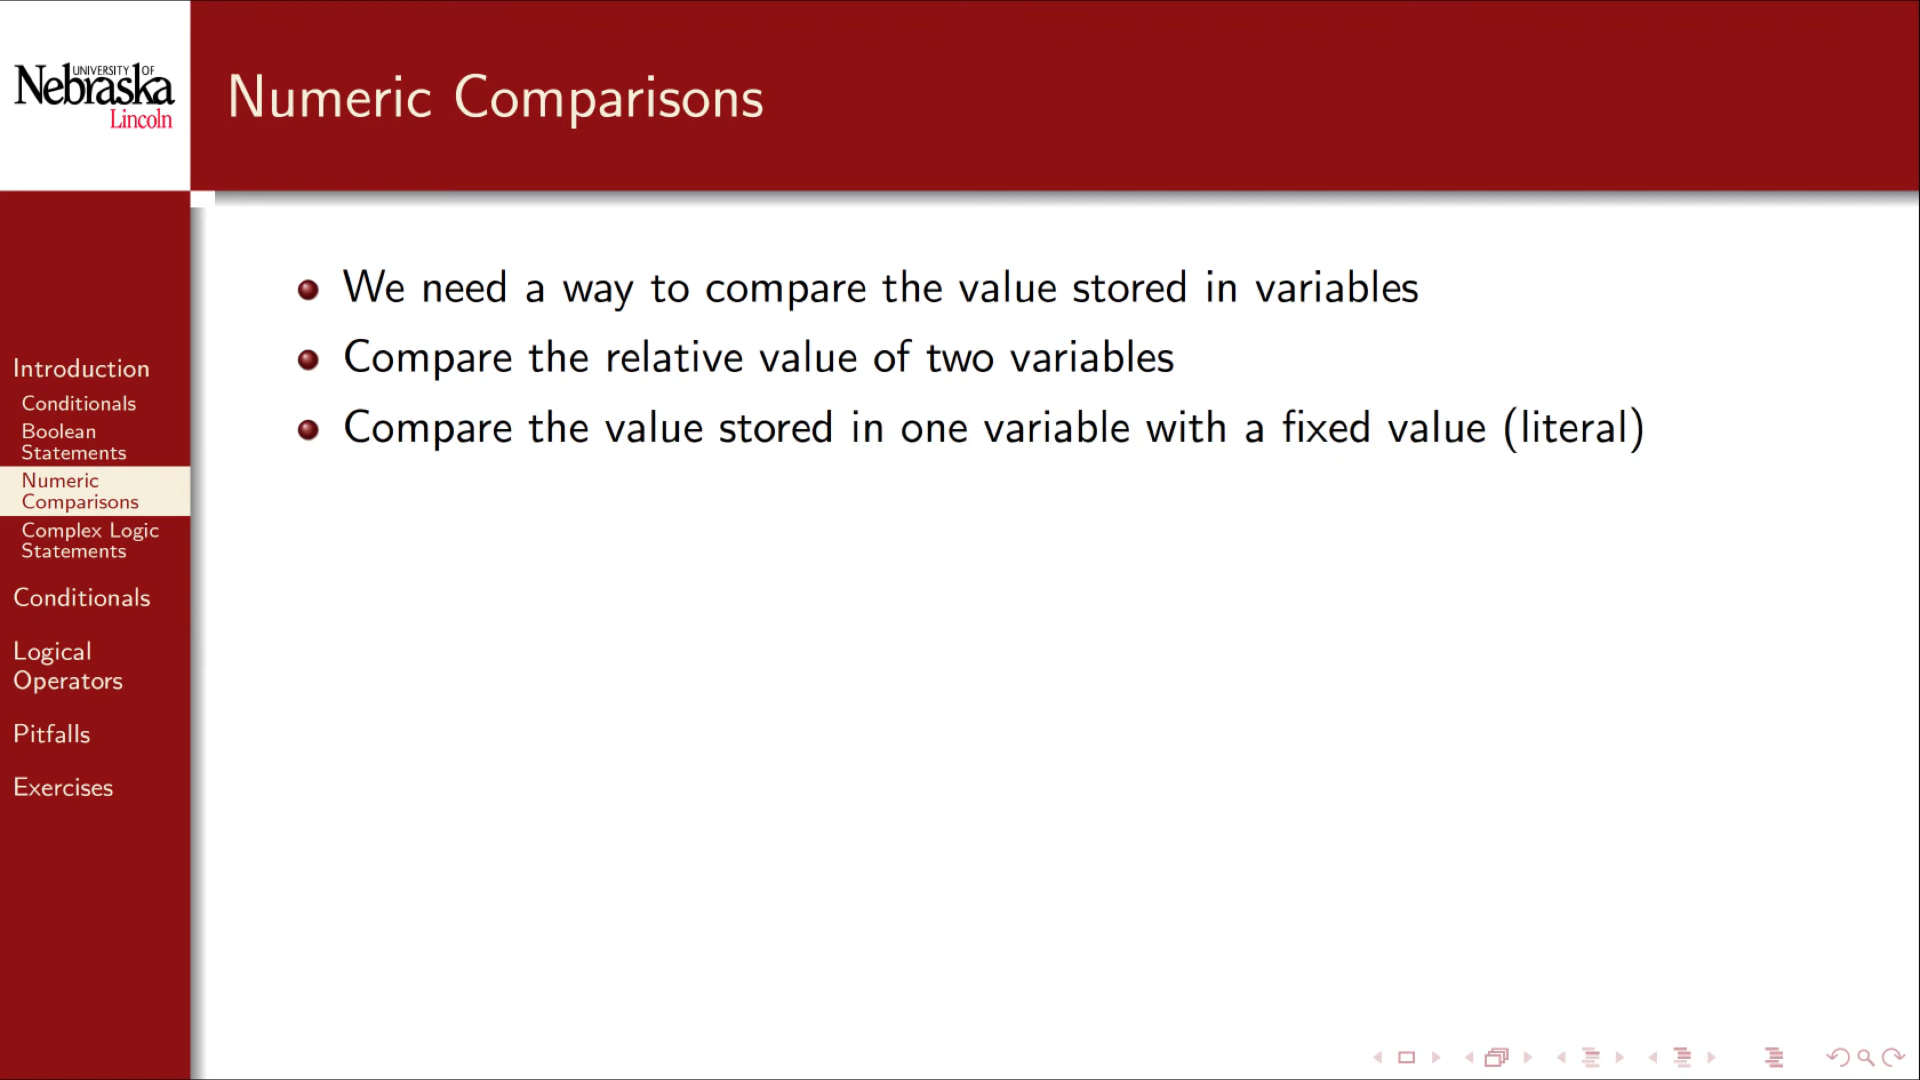 UNIVERSITY OF
Nebraska
Lincoln
Numeric Comparisons
Introduction
Conditionals
Boolean
Statements
Numeric
Comparisons
Complex Logic
Statements
Conditionals
Logical
Operators
Pitfalls
Exercises
We need a way to compare the value stored in variables
Compare the relative value of two variables
Compare the value stored in one variable with a fixed value (literal)